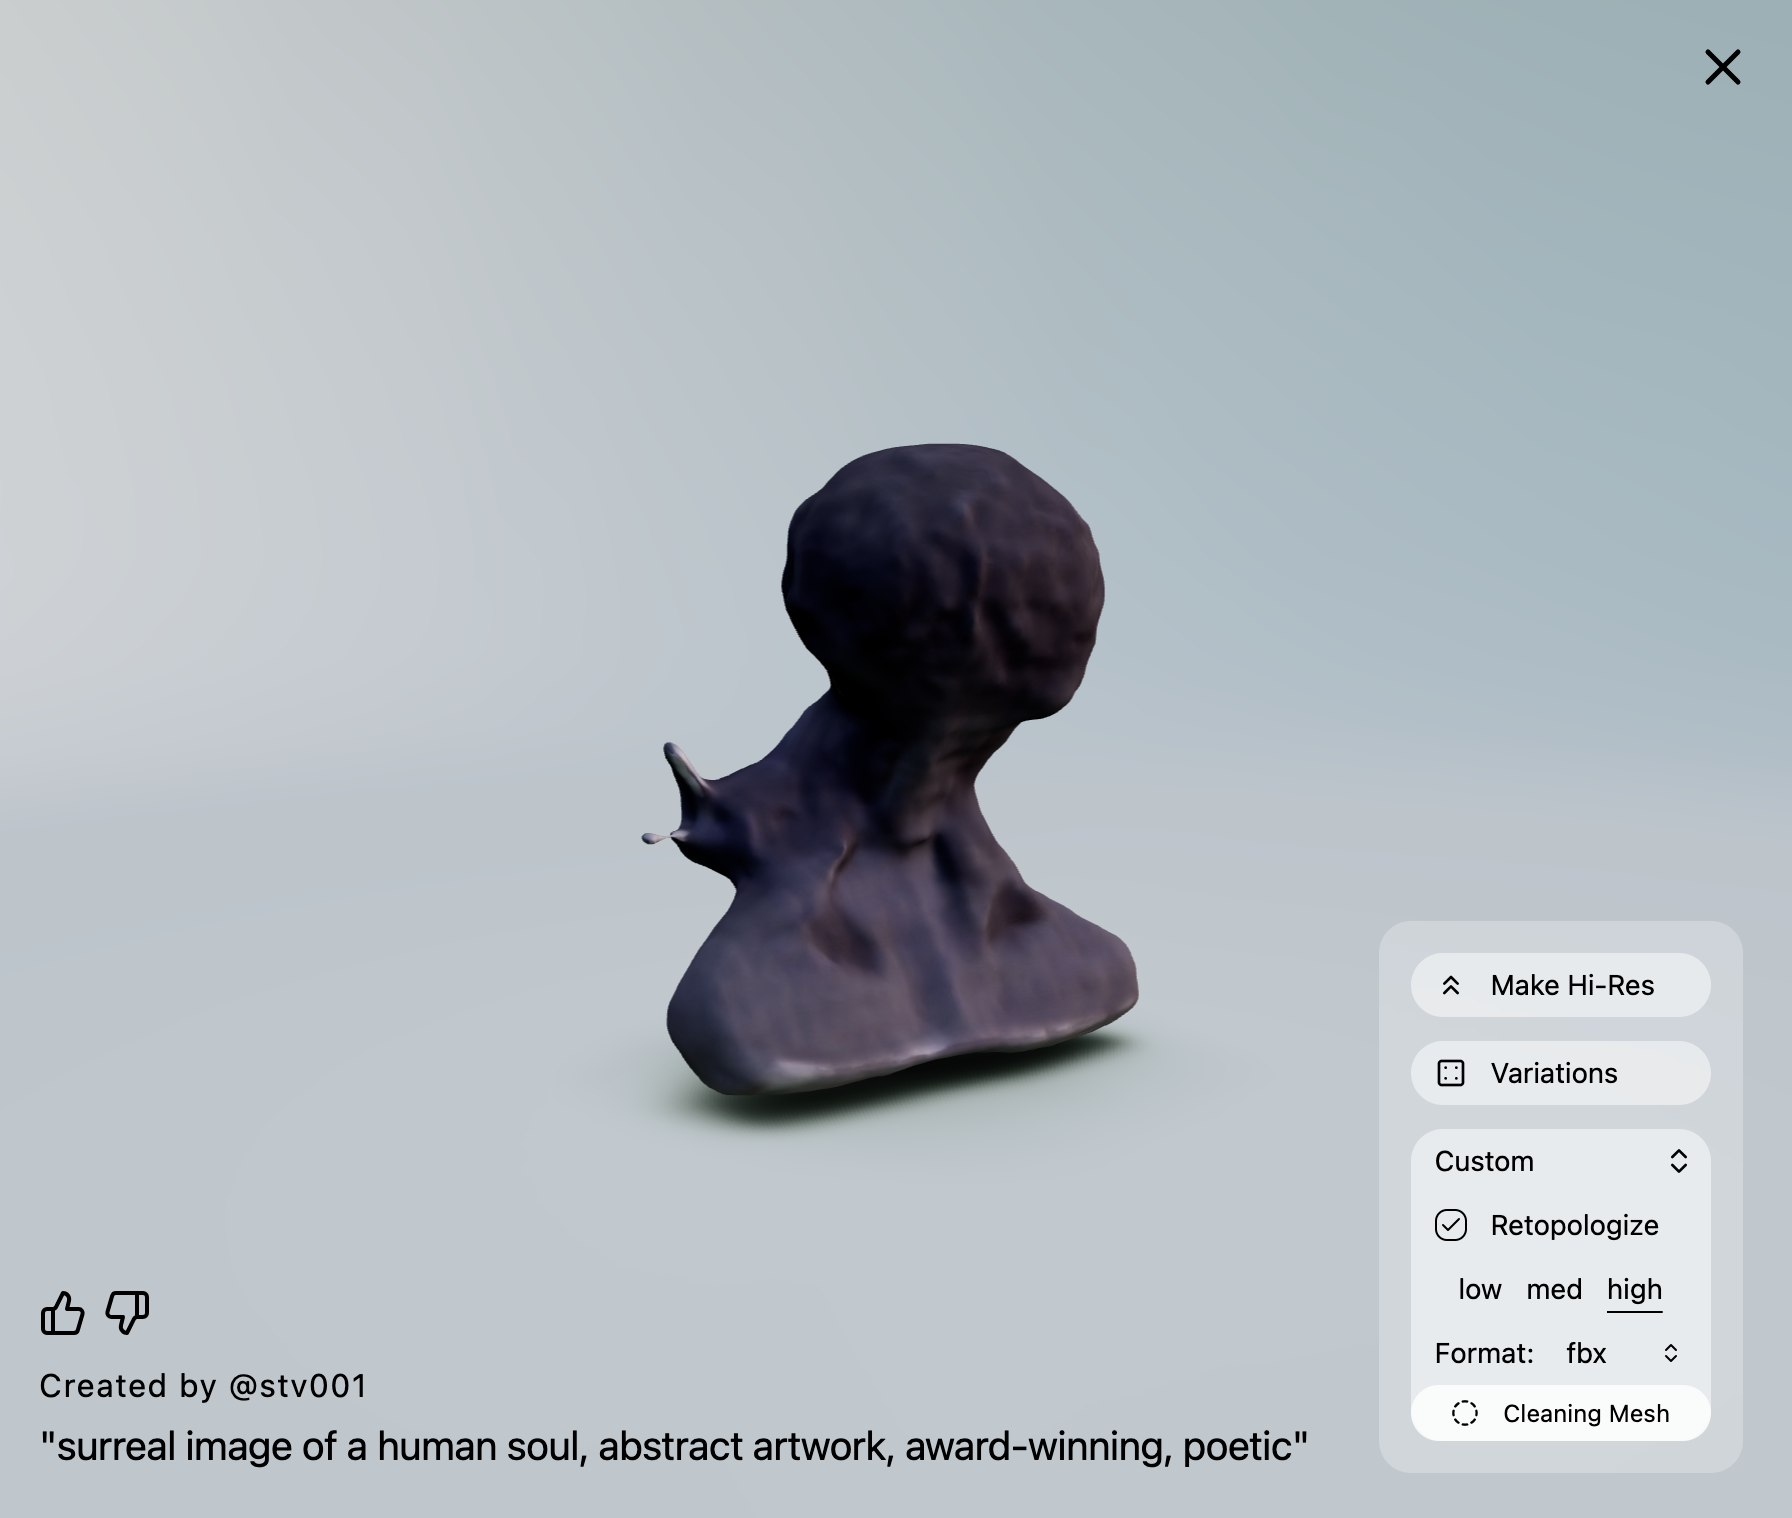 Make Hi-Res
Variations
Custom
Retopologize
low med high
Format: fbx
Cleaning Mesh
Created by @stv001
"surreal image of a human soul, abstract artwork, award-winning, poetic"